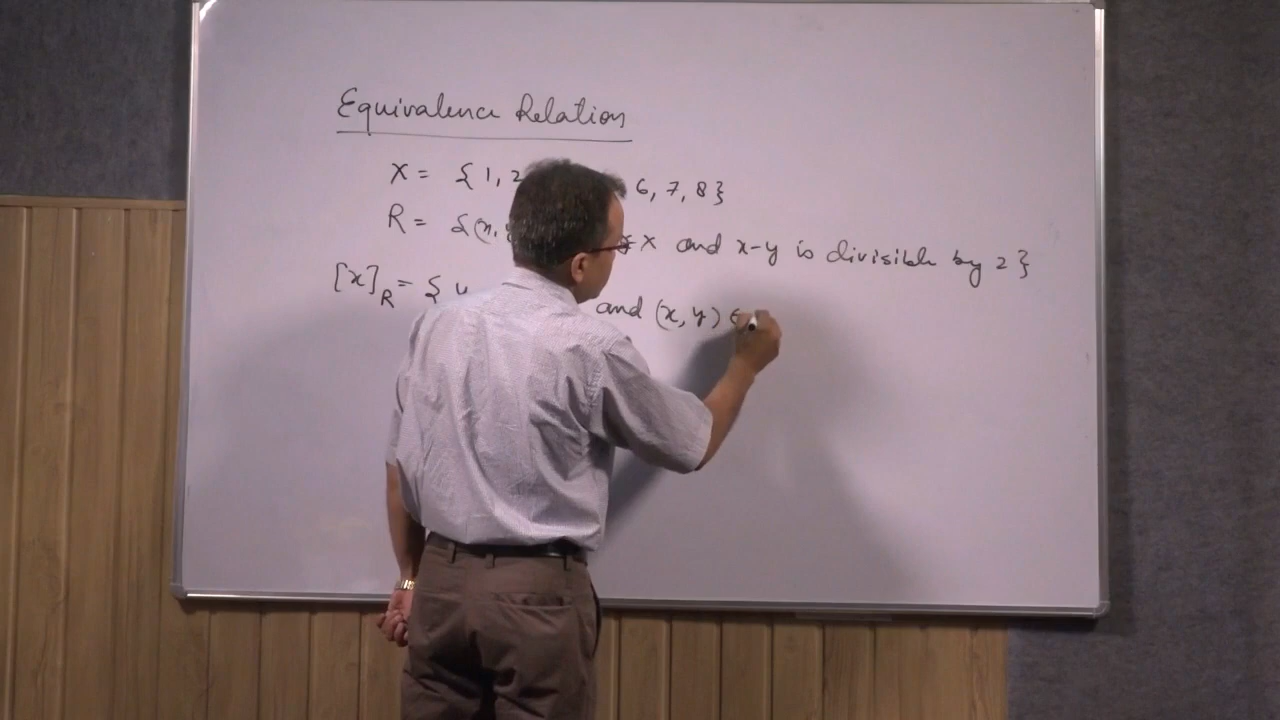 Equivalence Relation
X = {1, 2 6, 7, 8}
R = {(x, X and x-y is divisible by 2}
[x]R = {y and (x, y) ∈